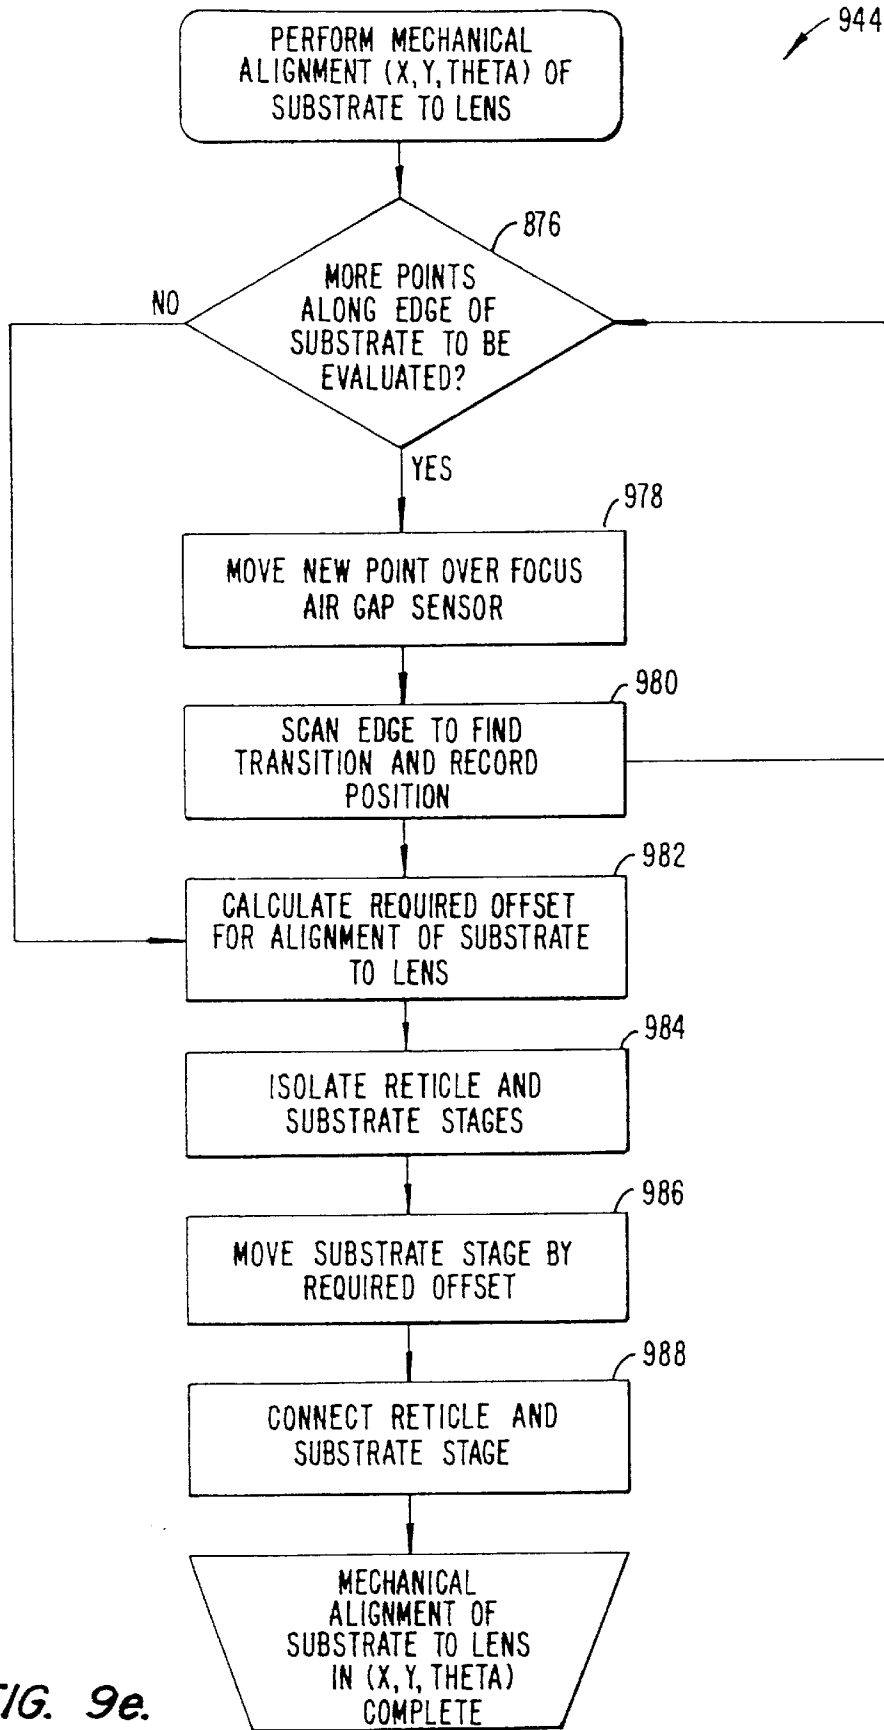 944
PERFORM MECHANICAL
ALIGNMENT (X,Y,THETA) OF
SUBSTRATE TO LENS
876
MORE POINTS
ALONG EDGE OF
SUBSTRATE TO BE
EVALUATED?
NO
YES
978
MOVE NEW POINT OVER FOCUS
AIR GAP SENSOR
980
SCAN EDGE TO FIND
TRANSITION AND RECORD
POSITION
982
CALCULATE REQUIRED OFFSET
FOR ALIGNMENT OF SUBSTRATE
TO LENS
984
ISOLATE RETICLE AND
SUBSTRATE STAGES
986
MOVE SUBSTRATE STAGE BY
REQUIRED OFFSET
988
CONNECT RETICLE AND
SUBSTRATE STAGE
MECHANICAL
ALIGNMENT OF
SUBSTRATE TO LENS
IN (X,Y,THETA)
COMPLETE
FIG. 9e.